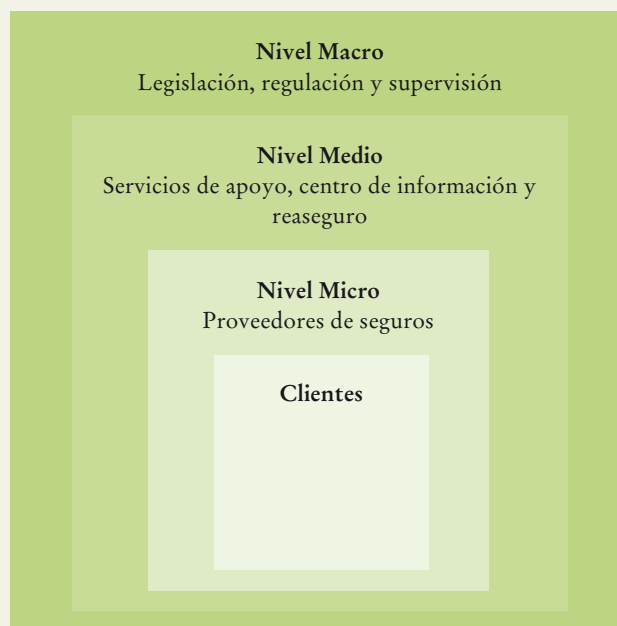 Nivel Macro
Legislación, regulación y supervisión
Nivel Medio
Servicios de apoyo, centro de información y
reaseguro
Nivel Micro
Proveedores de seguros
Clientes